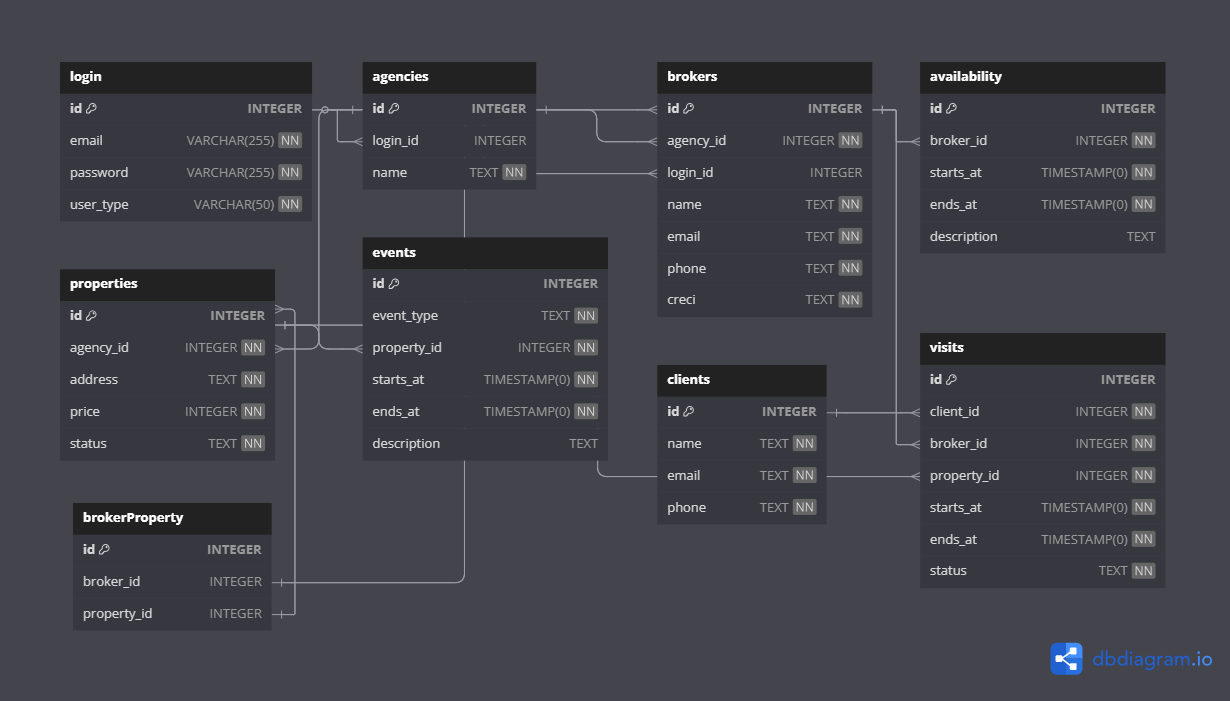 login
id INTEGER
email VARCHAR(255) NN
password VARCHAR(255) NN
user_type VARCHAR(50) NN
agencies
id INTEGER
login_id INTEGER
name TEXT NN
brokers
id INTEGER
agency_id INTEGER NN
login_id INTEGER
name TEXT NN
email TEXT NN
phone TEXT NN
creci TEXT NN
availability
id INTEGER
broker_id INTEGER NN
starts_at TIMESTAMP(0) NN
ends_at TIMESTAMP(0) NN
description TEXT
properties
id INTEGER
agency_id INTEGER NN
address TEXT NN
price INTEGER NN
status TEXT NN
events
id INTEGER
event_type TEXT NN
property_id INTEGER NN
starts_at TIMESTAMP(0) NN
ends_at TIMESTAMP(0) NN
description TEXT
clients
id INTEGER
name TEXT NN
email TEXT NN
phone TEXT NN
visits
id INTEGER
client_id INTEGER NN
broker_id INTEGER NN
property_id INTEGER NN
starts_at TIMESTAMP(0) NN
ends_at TIMESTAMP(0) NN
status TEXT NN
brokerProperty
id INTEGER
broker_id INTEGER
property_id INTEGER
dbdiagram.io